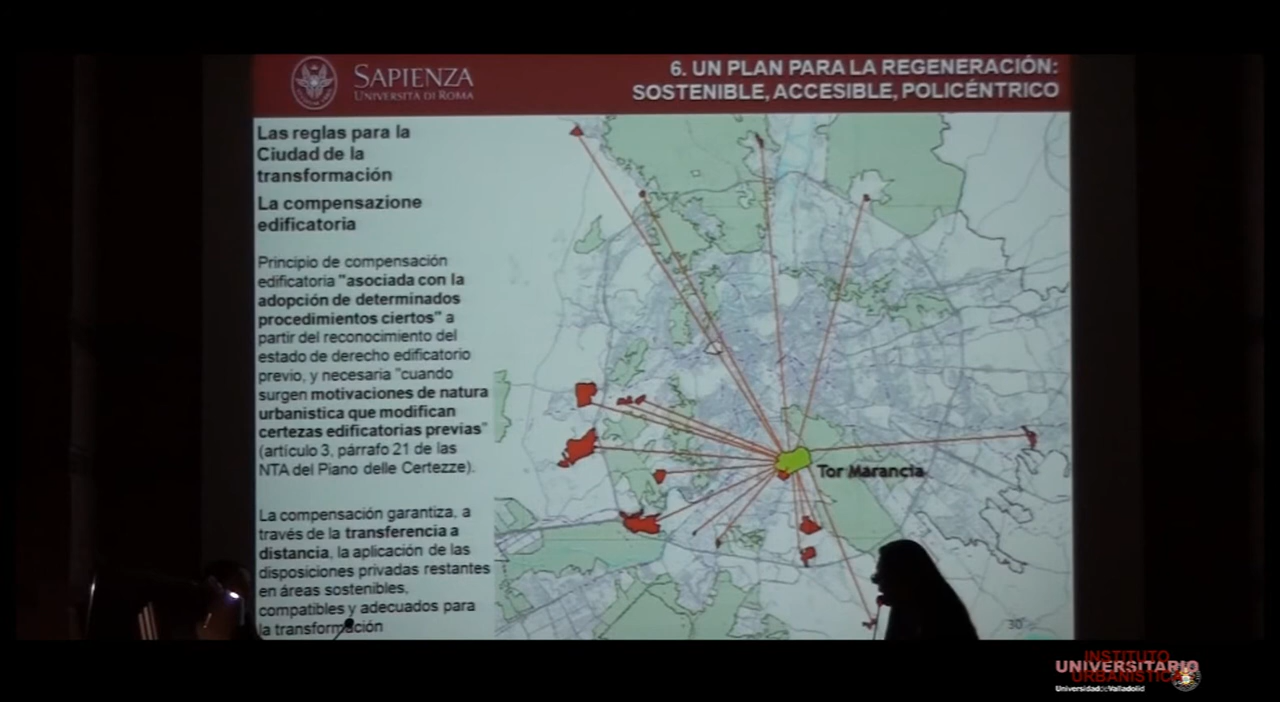 SAPIENZA
UNIVERSITÀ DI ROMA
6. UN PLAN PARA LA REGENERACIÓN:
SOSTENIBLE, ACCESIBLE, POLICÉNTRICO
Las reglas para la
Ciudad de la
transformación
La compensazione
edificatoria
Principio de compensación
edificatoria "asociada con la
adopción de determinados
procedimientos ciertos" a
partir del reconocimiento del
estado de derecho edificatorio
previo, y necesaria "cuando
surgen motivaciones de natura
urbanistica que modifican
certezas edificatorias previas"
(artículo 3, párrafo 21 de las
NTA del Piano delle Certezze).
La compensación garantiza, a
través de la transferencia a
distancia, la aplicación de las
disposiciones privadas restantes
en áreas sostenibles,
compatibles y adecuados para
la transformación
Tor Marancia
30
INSTITUTO
UNIVERSITARIO
URBANÍSTICA
Universidad de Valladolid